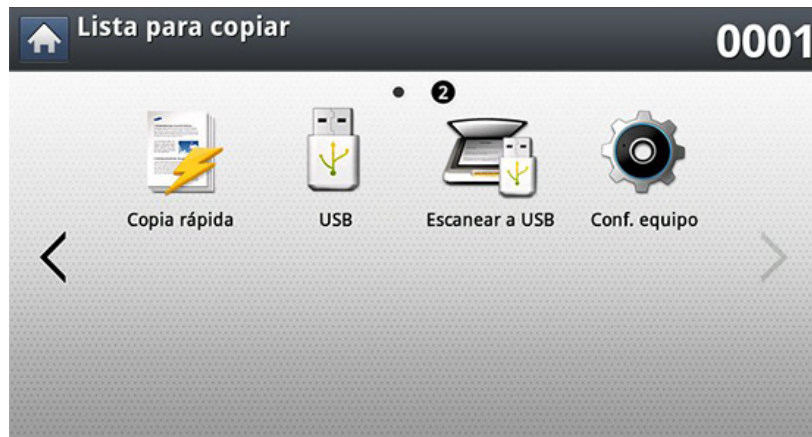 Lista para copiar
0001
2
Copia rápida
USB
Escanear a USB
Conf. equipo